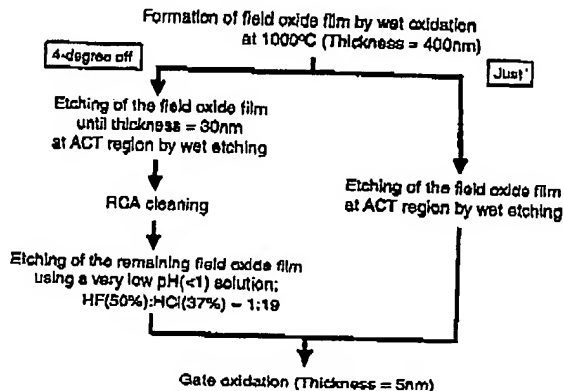 Formation of field oxide film by wet oxidation
at 1000°C (Thickness = 400nm)
4-degree off
Just'
Etching of the field oxide film
until thickness = 30nm
at ACT region by wet etching
RCA cleaning
Etching of the remaining field oxide film
using a very low pH(<1) solution;
HF(50%):HCl(37%) = 1:19
Etching of the field oxide film
at ACT region by wet etching
Gate oxidation (Thickness = 5nm)